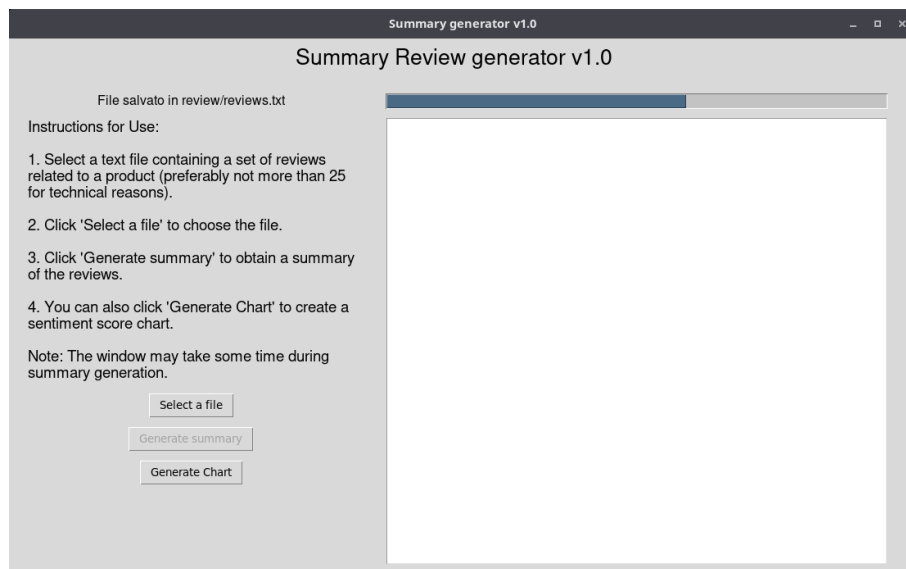 Summary generator v1.0
Summary Review generator v1.0
File salvato in review/reviews.txt
Instructions for Use:
1. Select a text file containing a set of reviews
related to a product (preferably not more than 25
for technical reasons).
2. Click 'Select a file' to choose the file.
3. Click 'Generate summary' to obtain a summary
of the reviews.
4. You can also click 'Generate Chart' to create a
sentiment score chart.
Note: The window may take some time during
summary generation.
Select a file
Generate summary
Generate Chart